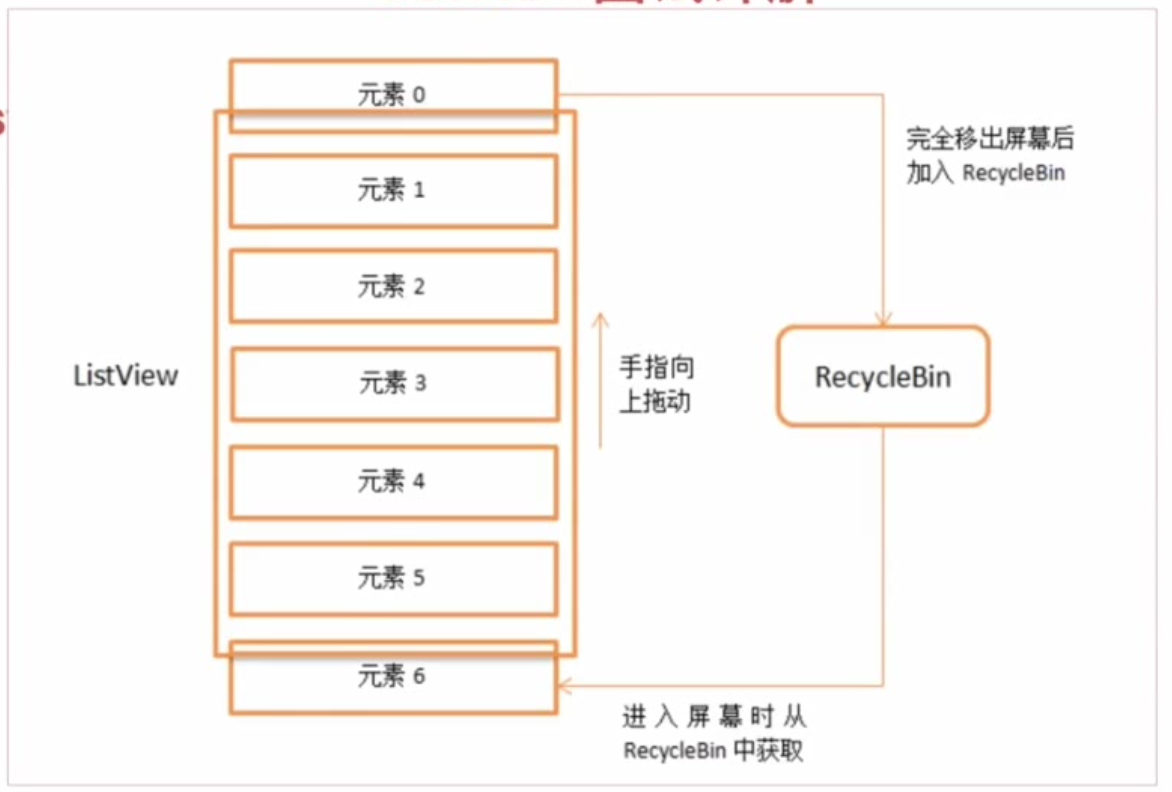 元素 0
完全移出屏幕后
加入 RecycleBin
元素 1
元素 2
ListView
元素 3
手指向
上拖动
RecycleBin
元素 4
元素 5
元素 6
进入屏幕时从
RecycleBin 中获取